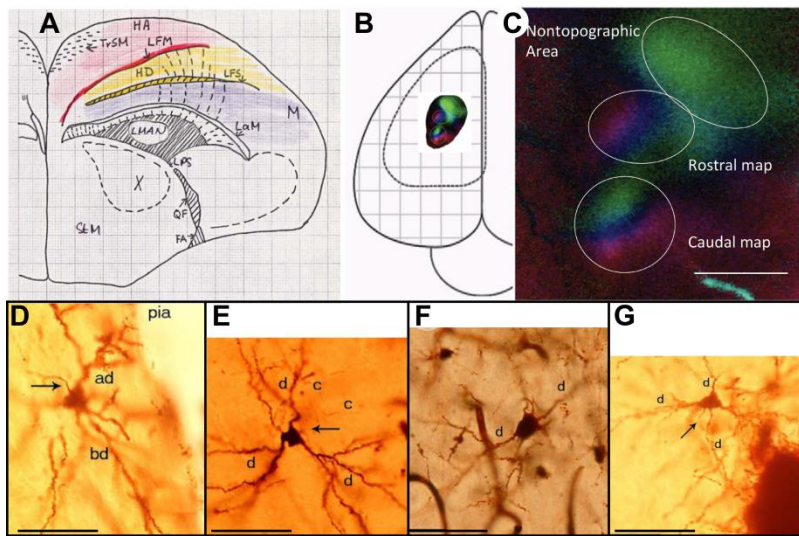 A
HA
TrSM
LFM
HD
LFS
M
LMAN
LaM
LPS
X
QF
StM
FA
B
C
Nontopographic
Area
Rostral map
Caudal map
D
pia
ad
bd
E
d
c
c
d
d
F
d
d
G
d
d
d